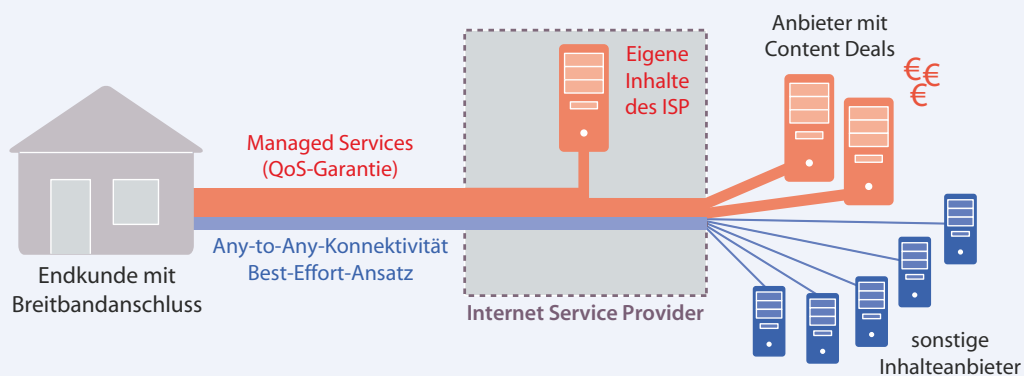 Anbieter mit
Content Deals
€€
€
Eigene
Inhalte
des ISP
Managed Services
(QoS-Garantie)
Any-to-Any-Konnektivität
Best-Effort-Ansatz
Endkunde mit
Breitbandanschluss
Internet Service Provider
sonstige
Inhalteanbieter